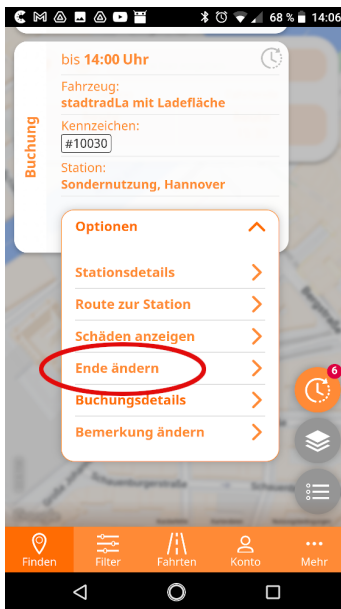 68 % 14:06
bis 14:00 Uhr
Buchung
Fahrzeug:
stadtradLa mit Ladefläche
Kennzeichen:
#10030
Station:
Sondernutzung, Hannover
Optionen
Stationsdetails
Route zur Station
Schäden anzeigen
Ende ändern
Buchungsdetails
Bemerkung ändern
6
Finden Filter Fahrten Konto Mehr